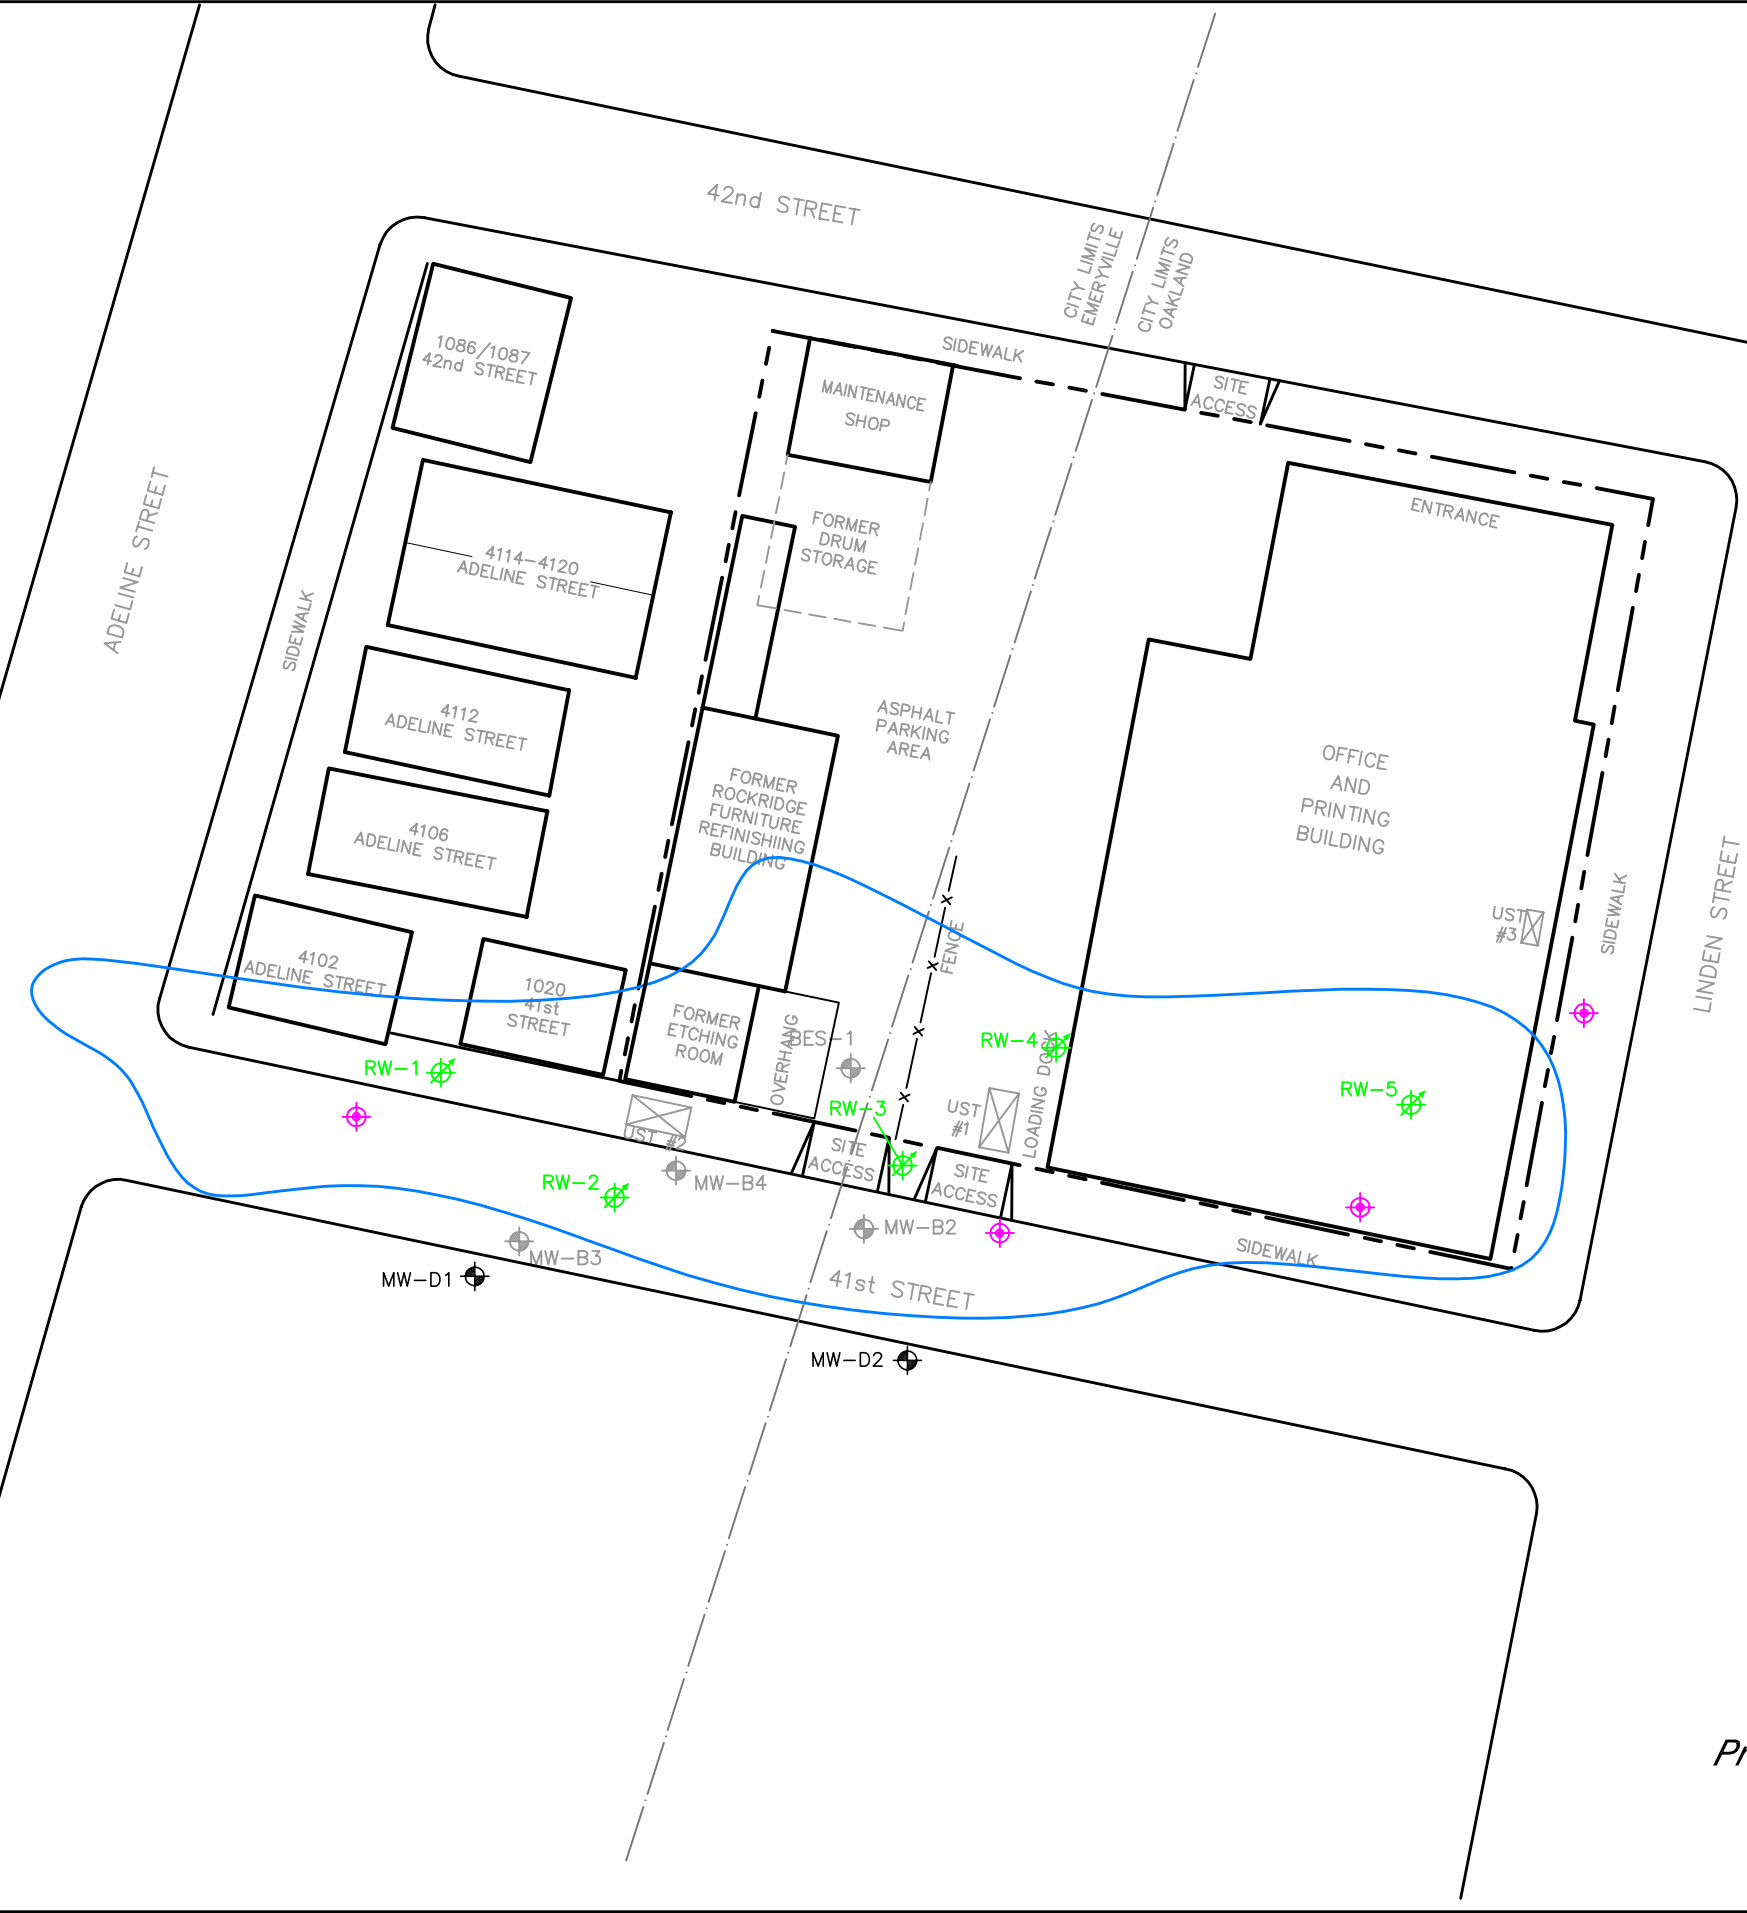 42nd STREET
CITY LIMITS
EMERYVILLE
CITY LIMITS
OAKLAND
SIDEWALK
1086/1087
42nd STREET
MAINTENANCE
SHOP
SITE
ACCESS
ENTRANCE
ADELINE STREET
SIDEWALK
4114-4120
ADELINE STREET
FORMER
DRUM
STORAGE
4112
ADELINE STREET
ASPHALT
PARKING
AREA
OFFICE
AND
PRINTING
BUILDING
FORMER
ROCKRIDGE
FURNITURE
REFINISHIING
BUILDING
4106
ADELINE STREET
UST
#3
SIDEWALK
LINDEN STREET
FENCE
4102
ADELINE STREET
1020
41st
STREET
FORMER
ETCHING
ROOM
OVERHANG
BES-1
RW-4
LOADING DOCK
RW-1
RW-3
UST
#1
RW-5
UST #2
SITE
ACCESS
SITE
ACCESS
RW-2
MW-B4
MW-B2
MW-B3
MW-D1
SIDEWALK
41st STREET
MW-D2